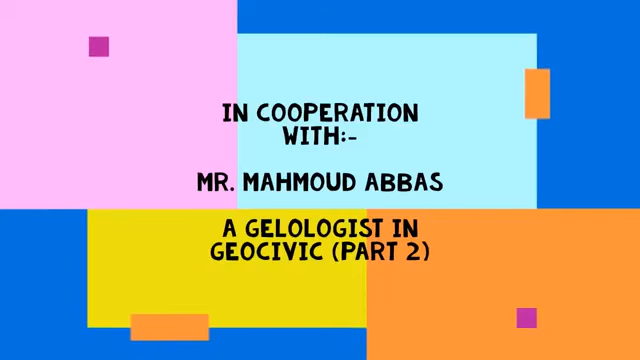 IN COOPERATION
WITH:-
MR. MAHMOUD ABBAS
A GELOLOGIST IN
GEOCIVIC (PART 2)